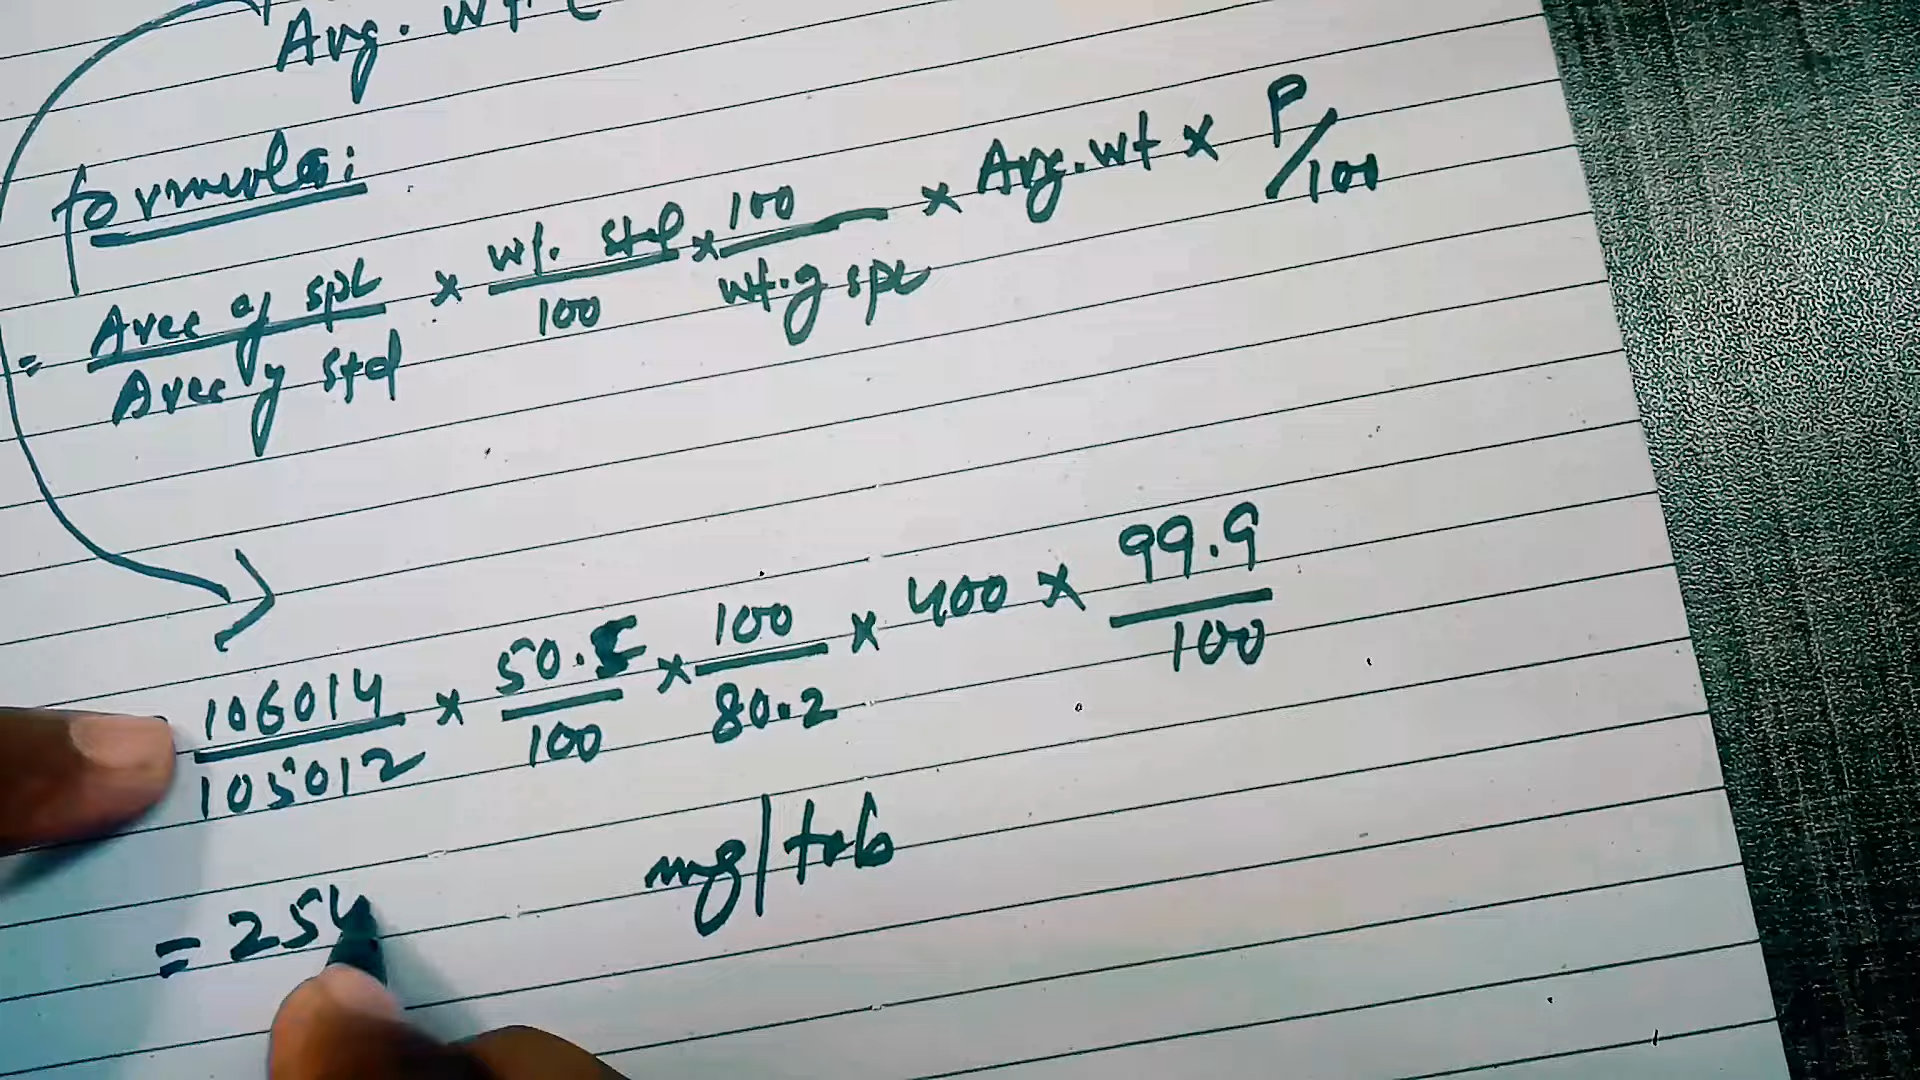 Avg. wt
formula:
= Area of spl / Area of std × wt. std / 100 × 100 / wt. of spl × Avg. wt × P/100
106014 / 105012 × 50.5 / 100 × 100 / 80.2 × 400 × 99.9 / 100
= 254 mg/tab